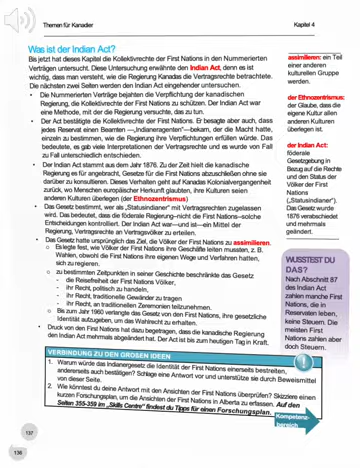 Themen für Kanadier
Kapitel 4
Was ist der Indian Act?
Bis jetzt hat dieses Kapitel die Kollektivrechte der First Nations in den Nummerierten
Verträgen untersucht. Diese Untersuchung erwähnte den Indian Act, denn es ist
wichtig, dass man versteht, wie die Regierung Kanadas die Vertragsrechte betrachtete.
Die nächsten zwei Seiten werden den Indian Act eingehender untersuchen.
• Die Nummerierten Verträge bejahten die Verpflichtung der kanadischen
Regierung, die Kollektivrechte der First Nations zu schützen. Der Indian Act war
eine Methode, mit der die Regierung versuchte, das zu tun.
• Der Act bestätigte die Kollektivrechte der First Nations. Er besagte aber auch, dass
jedes Reservat einen Beamten —„Indianeragenten“—bekam, der die Macht hatte,
einzeln zu bestimmen, wie die Regierung ihre Verpflichtungen erfüllen würde. Das
bedeutete, es gab viele Interpretationen der Vertragsrechte und es wurde von Fall
zu Fall unterschiedlich entschieden.
• Der Indian Act stammt aus dem Jahr 1876. Zu der Zeit hielt die kanadische
Regierung es für angebracht, Gesetze für die First Nations abzuschließen ohne sie
darüber zu konsultieren. Dieses Verhalten geht auf Kanadas Kolonialvergangenheit
zurück, wo Menschen europäischer Herkunft glaubten, ihre Kulturen seien
anderen Kulturen überlegen (der Ethnozentrismus)
• Das Gesetz bestimmt, wer als „Statusindianer“ mit Vertragsrechten zugelassen
wird. Das bedeutet, dass die föderale Regierung–nicht die First Nations–solche
Entscheidungen kontrolliert. Der Indian Act war—und ist—ein Mittel der
Regierung, Vertragsrechte an Vertragsvölker zu erteilen.
• Das Gesetz hatte ursprünglich das Ziel, die Völker der First Nations zu assimilieren.
o Es legte fest, wie Völker der First Nations ihre Geschäfte leiten mussten, z. B.
Wahlen, obwohl die First Nations ihre eigenen Wege und Verfahren hatten,
sich zu regieren.
o zu bestimmten Zeitpunkten in seiner Geschichte beschränkte das Gesetz
- die Reisefreiheit der First Nations Völker,
- ihr Recht, politisch zu handeln,
- ihr Recht, traditionelle Gewänder zu tragen
- ihr Recht, an traditionellen Zeremonien teilzunehmen.
o Bis zum Jahr 1960 verlangte das Gesetz von den First Nations, ihre gesetzliche
Identität aufzugeben, um das Wahlrecht zu erhalten.
• Druck von den First Nations hat dazu begetragen, dass die kanadische Regierung
den Indian Act mehrmals abgeändert hat. Der Act ist bis zum heutigen Tag in Kraft.
assimilieren: ein Teil
einer anderen
kulturellen Gruppe
werden.
der Ethnozentrismus:
der Glaube, dass die
eigene Kultur allen
anderen Kulturen
überlegen ist.
der Indian Act:
föderale
Gesetzgebung in
Bezug auf die Rechte
und den Status der
Völker der First
Nations
(„Statusindianer“).
Das Gesetz wurde
1876 verabschiedet
und mehrmals
geändert.
WUSSTEST DU
DAS?
Nach Abschnitt 87
des Indian Act
zahlen manche First
Nations, die in
Reservaten leben,
keine Steuern. Die
meisten First
Nations zahlen aber
doch Steuern.
VERBINDUNG ZU DEN GROßEN IDEEN
1. Warum würde das Indianergesetz die Identität der First Nations einerseits bestreiten,
andererseits auch bestätigen? Schlage eine Antwort vor und unterstütze sie durch Beweismittel
von dieser Seite.
2. Wie könntest du deine Antwort mit den Ansichten der First Nations überprüfen? Skizziere einen
kurzen Forschungsplan, um die Ansichten der First Nations in Alberta zu erfassen. Auf den
Seiten 355-359 im „Skills Centre“ findest du Tipps für einen Forschungsplan.
Kompetenz-
bereich
137
136